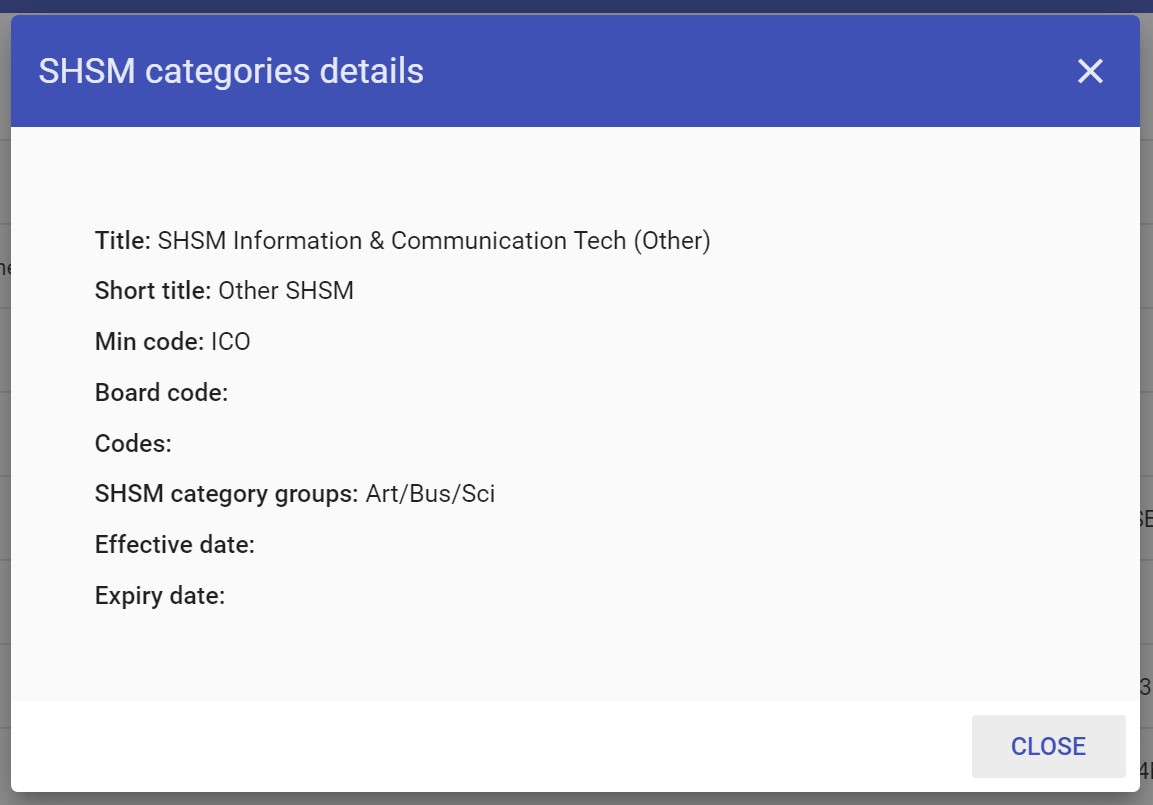 SHSM categories details
Title: SHSM Information & Communication Tech (Other)
Short title: Other SHSM
Min code: ICO
Board code:
Codes:
SHSM category groups: Art/Bus/Sci
Effective date:
Expiry date:
CLOSE